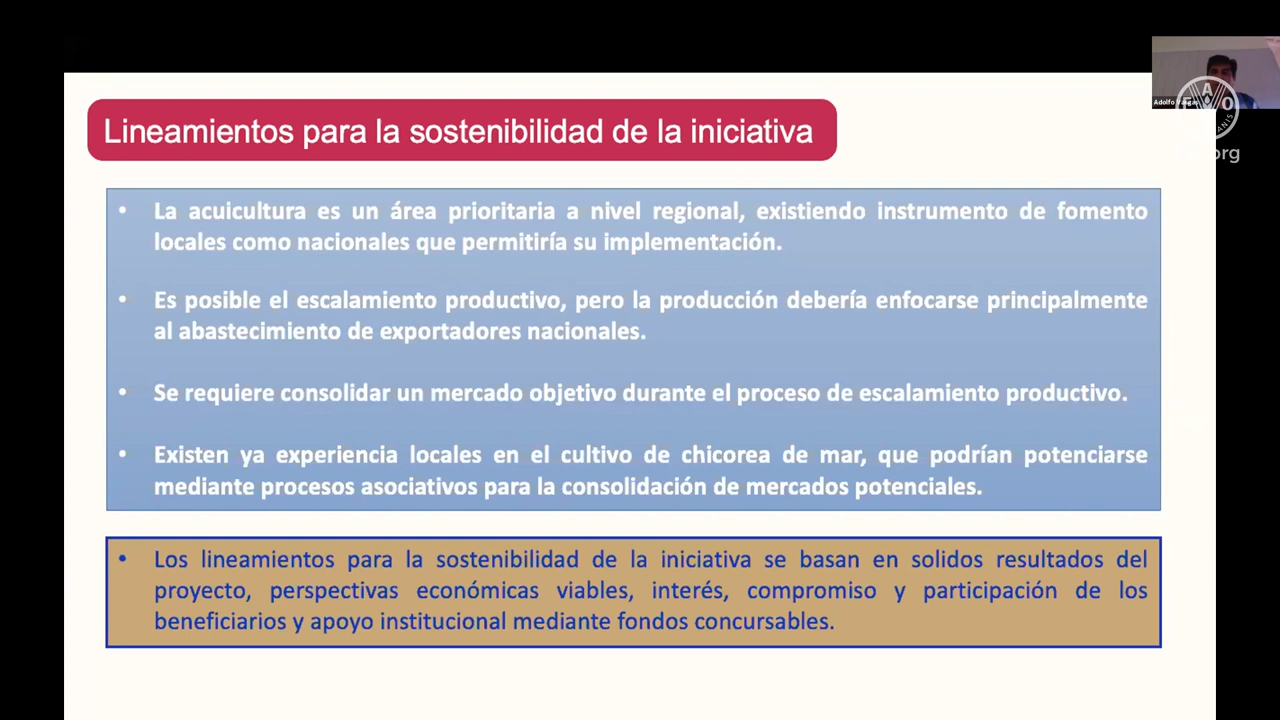 Lineamientos para la sostenibilidad de la iniciativa
• La acuicultura es un área prioritaria a nivel regional, existiendo instrumento de fomento
locales como nacionales que permitiría su implementación.
• Es posible el escalamiento productivo, pero la producción debería enfocarse principalmente
al abastecimiento de exportadores nacionales.
• Se requiere consolidar un mercado objetivo durante el proceso de escalamiento productivo.
• Existen ya experiencia locales en el cultivo de chicorea de mar, que podrían potenciarse
mediante procesos asociativos para la consolidación de mercados potenciales.
• Los lineamientos para la sostenibilidad de la iniciativa se basan en solidos resultados del
proyecto, perspectivas económicas viables, interés, compromiso y participación de los
beneficiarios y apoyo institucional mediante fondos concursables.
Adolfo